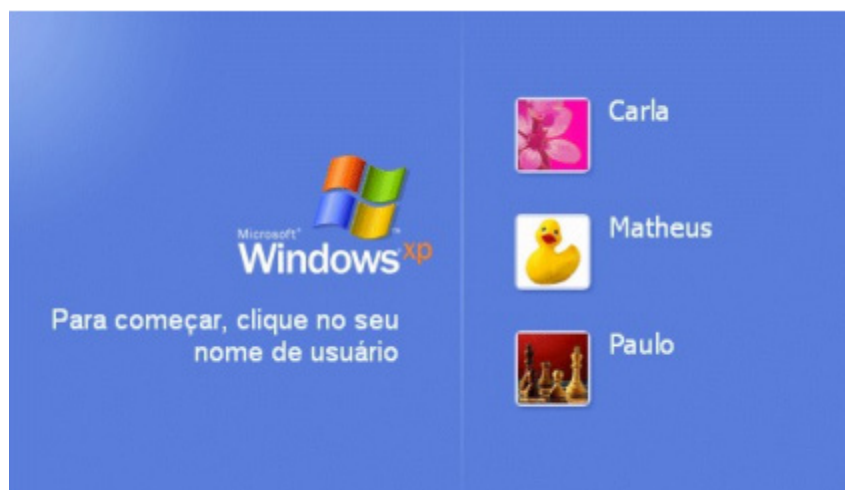 Microsoft®
Windows xp
Para começar, clique no seu
nome de usuário
Carla
Matheus
Paulo